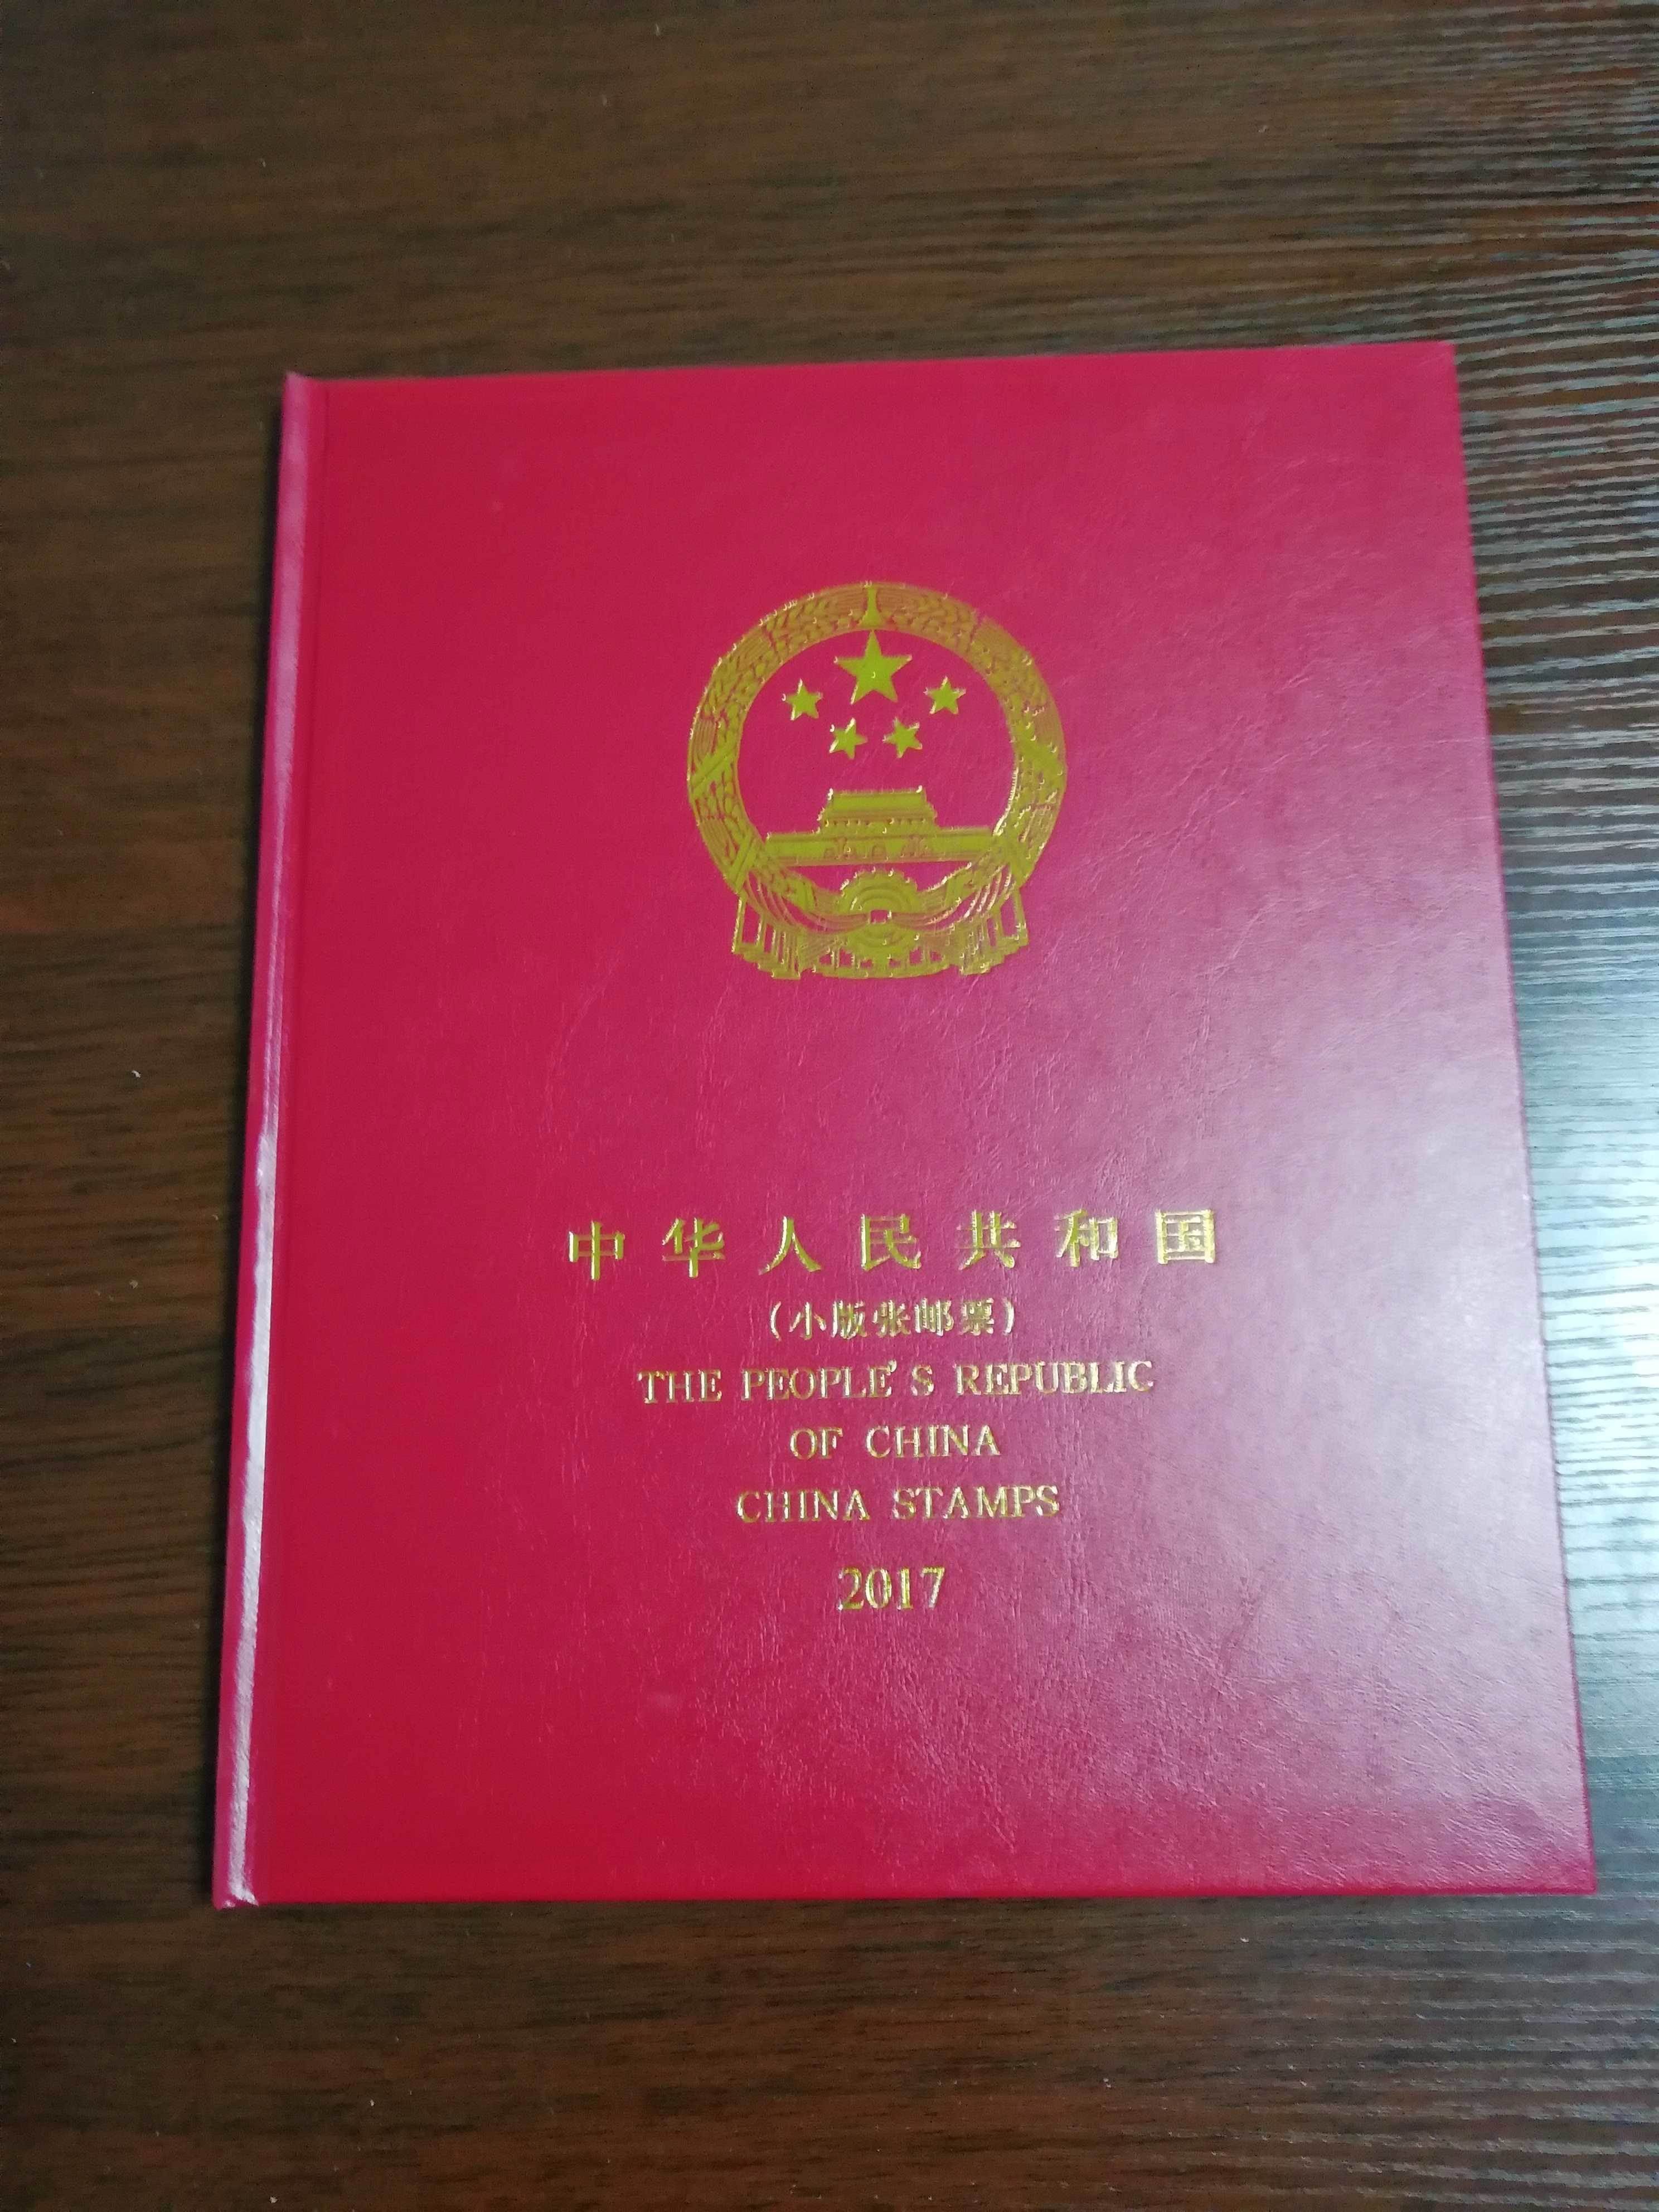 中华人民共和国
(小版张邮票)
THE PEOPLE'S REPUBLIC
OF CHINA
CHINA STAMPS
2017